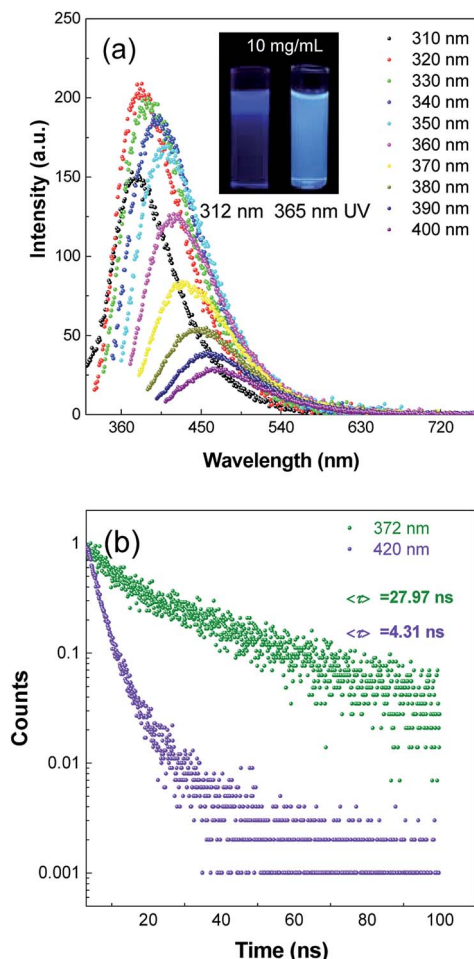 (a)
10 mg/mL
312 nm 365 nm UV
310 nm
320 nm
330 nm
340 nm
350 nm
360 nm
370 nm
380 nm
390 nm
400 nm
250
200
150
100
50
0
Intensity (a.u.)
360 450 540 630 720
Wavelength (nm)
(b)
372 nm
420 nm
<τ> =27.97 ns
<τ> =4.31 ns
1
0.1
0.01
0.001
Counts
20 40 60 80 100
Time (ns)